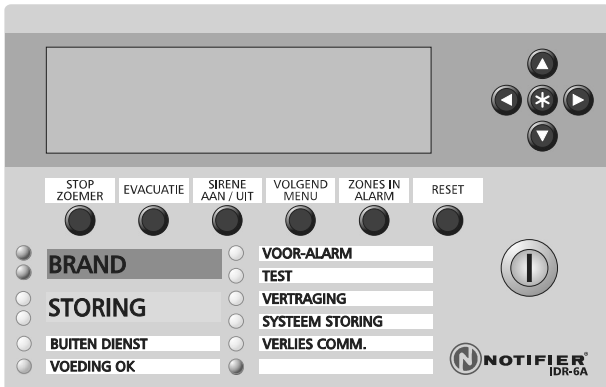 STOP ZOEMER
EVACUATIE
SIRENE AAN / UIT
VOLGEND MENU
ZONES IN ALARM
RESET
BRAND
STORING
BUITEN DIENST
VOEDING OK
VOOR-ALARM
TEST
VERTRAGING
SYSTEEM STORING
VERLIES COMM.
N NOTIFIER®
IDR-6A